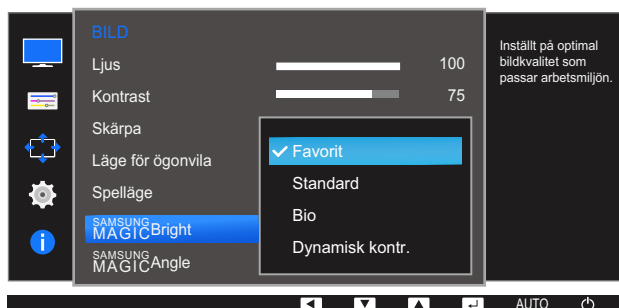 BILD
Ljus 100
Kontrast 75
Skärpa
Läge för ögonvila
Spelläge
SAMSUNG
MAGICBright
SAMSUNG
MAGICAngle
Favorit
Standard
Bio
Dynamisk kontr.
Inställt på optimal
bildkvalitet som
passar arbetsmiljön.
AUTO